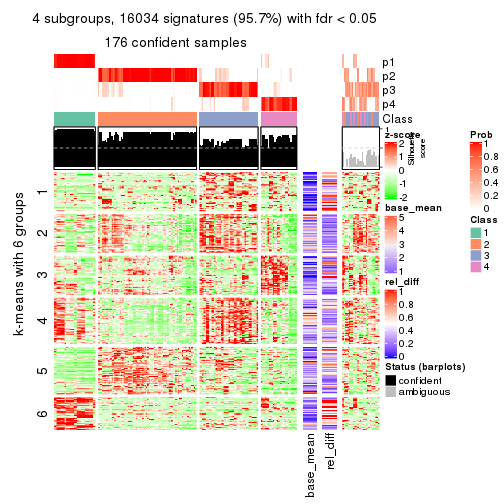 4 subgroups, 16034 signatures (95.7%) with fdr < 0.05
176 confident samples
p1
p2
p3
p4
Class
1
Silhouette
score
k-means with 6 groups
1
2
3
4
5
6
base_mean
rel_diff
z-score
2
1
0
-1
-2
base_mean
5
4
3
2
1
rel_diff
1
0.8
0.6
0.4
0.2
0
Status (barplots)
confident
ambiguous
Prob
1
0.8
0.6
0.4
0.2
0
Class
1
2
3
4